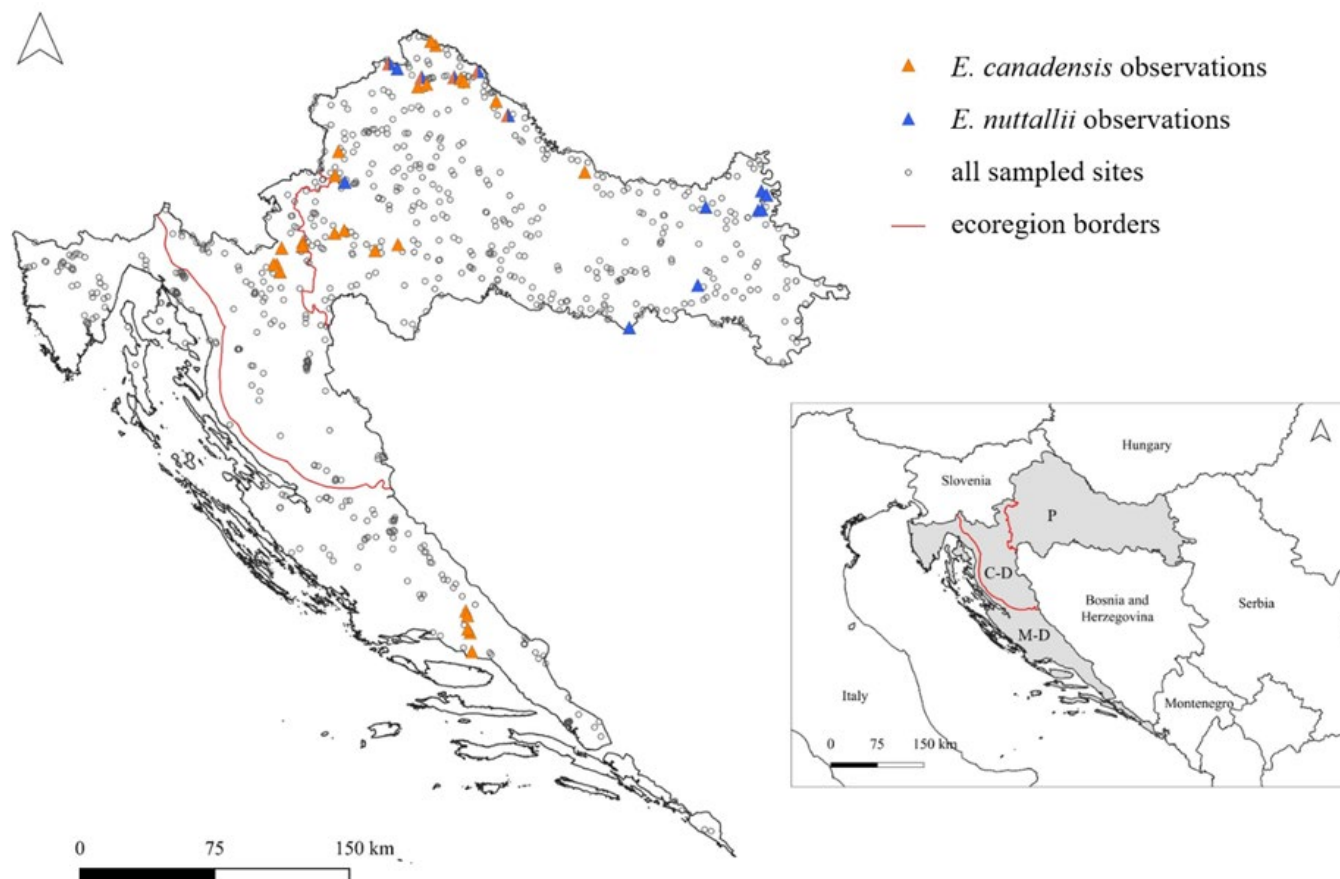 E. canadensis observations
E. nuttallii observations
all sampled sites
ecoregion borders
Hungary
Slovenia
P
C-D
Bosnia and
Herzegovina
Serbia
M-D
Italy
Montenegro
0 75 150 km
0 75 150 km